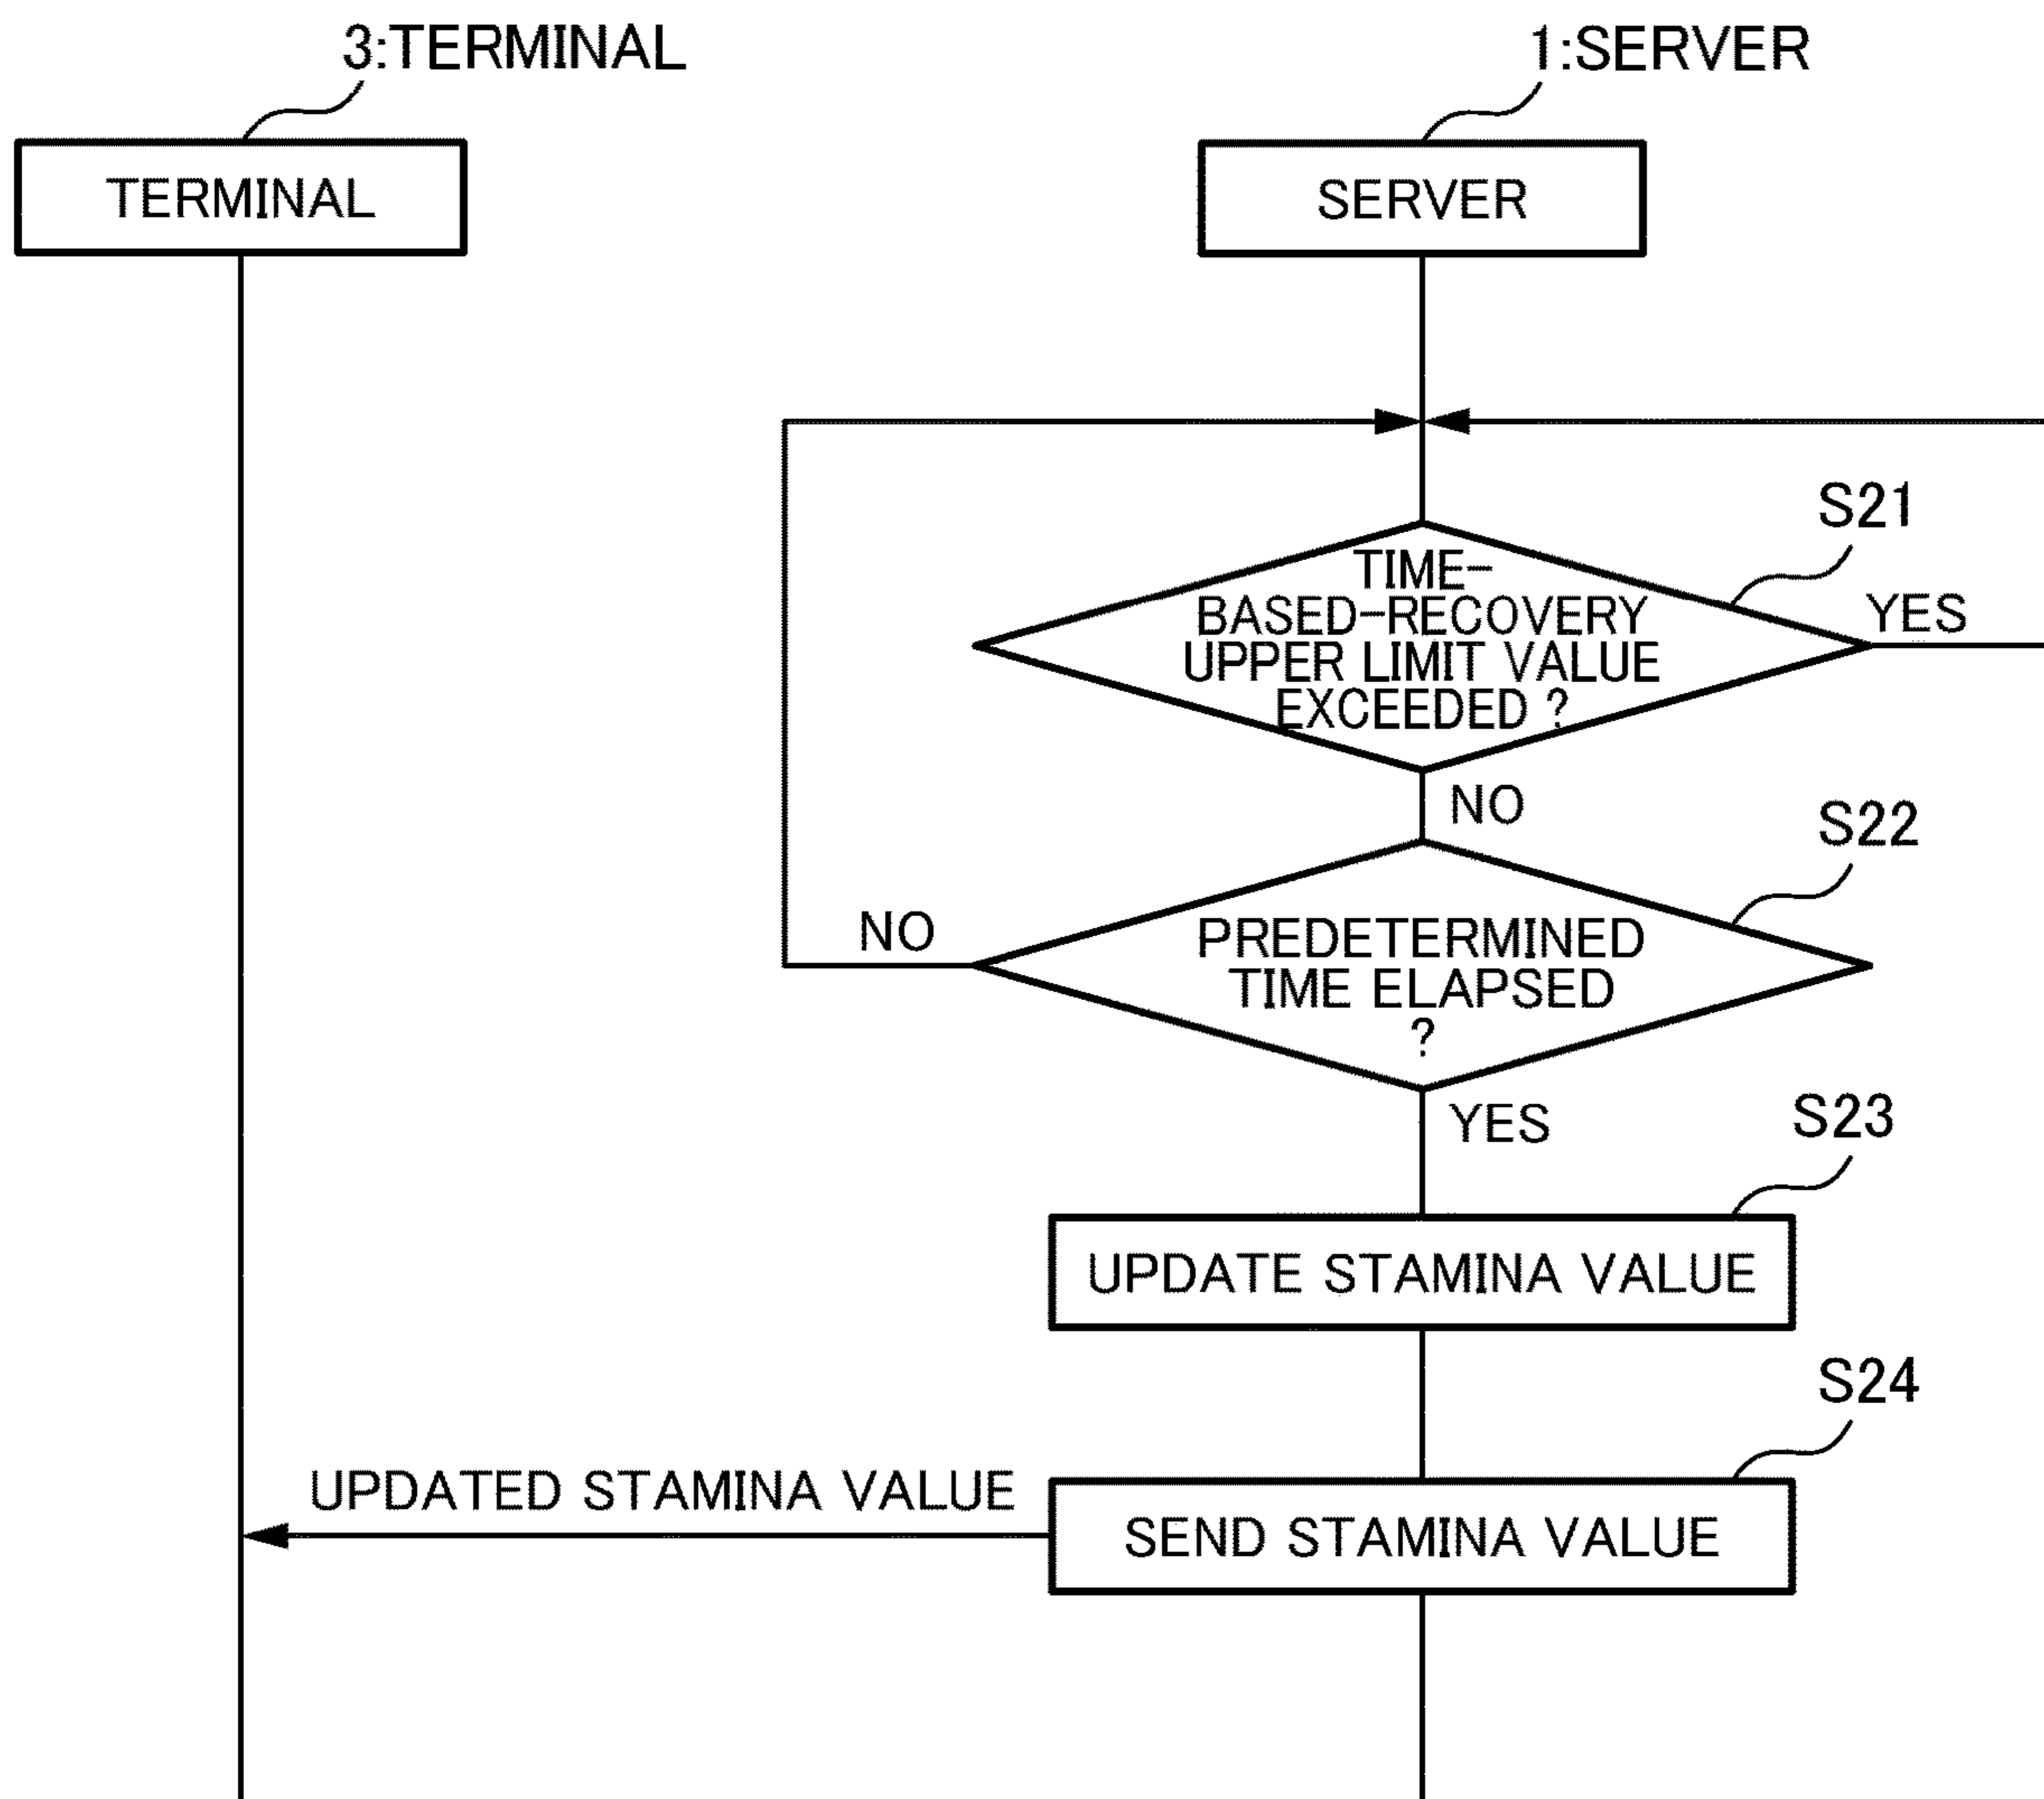 3:TERMINAL
1:SERVER
TERMINAL
SERVER
S21
TIME-
BASED-RECOVERY
UPPER LIMIT VALUE
EXCEEDED ?
YES
NO
S22
NO
PREDETERMINED
TIME ELAPSED
?
YES
S23
UPDATE STAMINA VALUE
S24
UPDATED STAMINA VALUE
SEND STAMINA VALUE